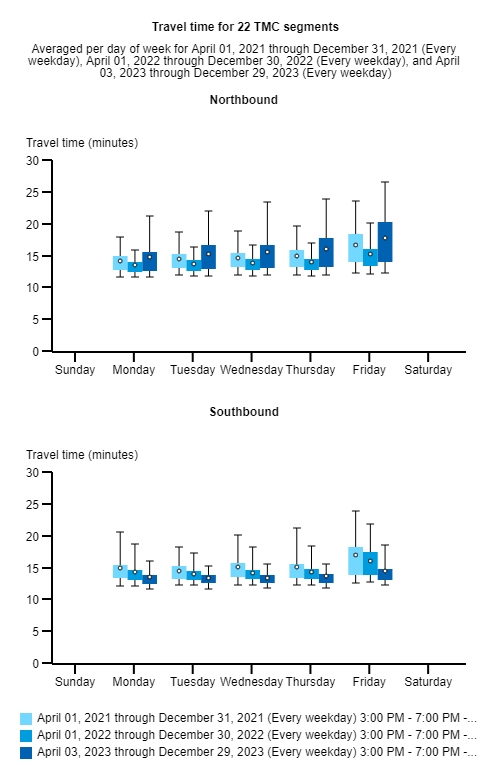 Travel time for 22 TMC segments
Averaged per day of week for April 01, 2021 through December 31, 2021 (Every
weekday), April 01, 2022 through December 30, 2022 (Every weekday), and April
03, 2023 through December 29, 2023 (Every weekday)
Northbound
Travel time (minutes)
30
25
20
15
10
5
0
Sunday Monday Tuesday Wednesday Thursday Friday Saturday
Southbound
Travel time (minutes)
30
25
20
15
10
5
0
Sunday Monday Tuesday Wednesday Thursday Friday Saturday
April 01, 2021 through December 31, 2021 (Every weekday) 3:00 PM - 7:00 PM -...
April 01, 2022 through December 30, 2022 (Every weekday) 3:00 PM - 7:00 PM -...
April 03, 2023 through December 29, 2023 (Every weekday) 3:00 PM - 7:00 PM -...